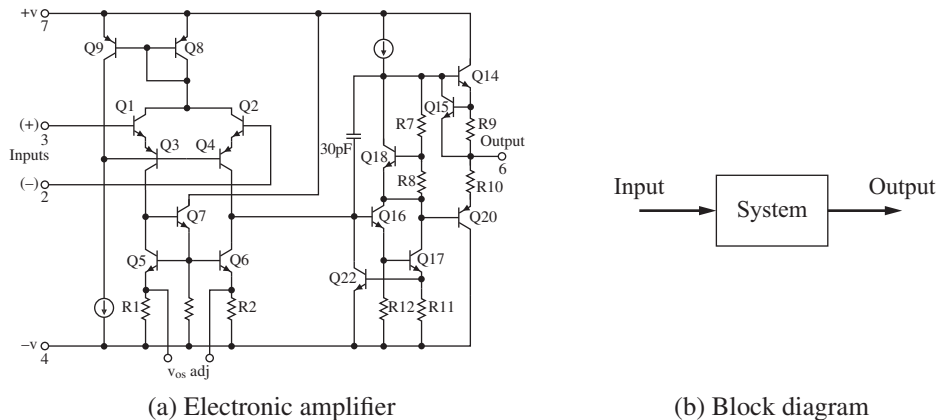 +v
7
Q9
Q8
Q14
Q1
Q2
Q15
(+)
3
R7
R9
Inputs
Q3
Q4
30pF
Output
6
Q18
(−)
2
R8
R10
Q7
Q16
Q20
Q5
Q6
Q22
Q17
R1
R2
R12
R11
−v
4
vos adj
(a) Electronic amplifier
Input
System
Output
(b) Block diagram